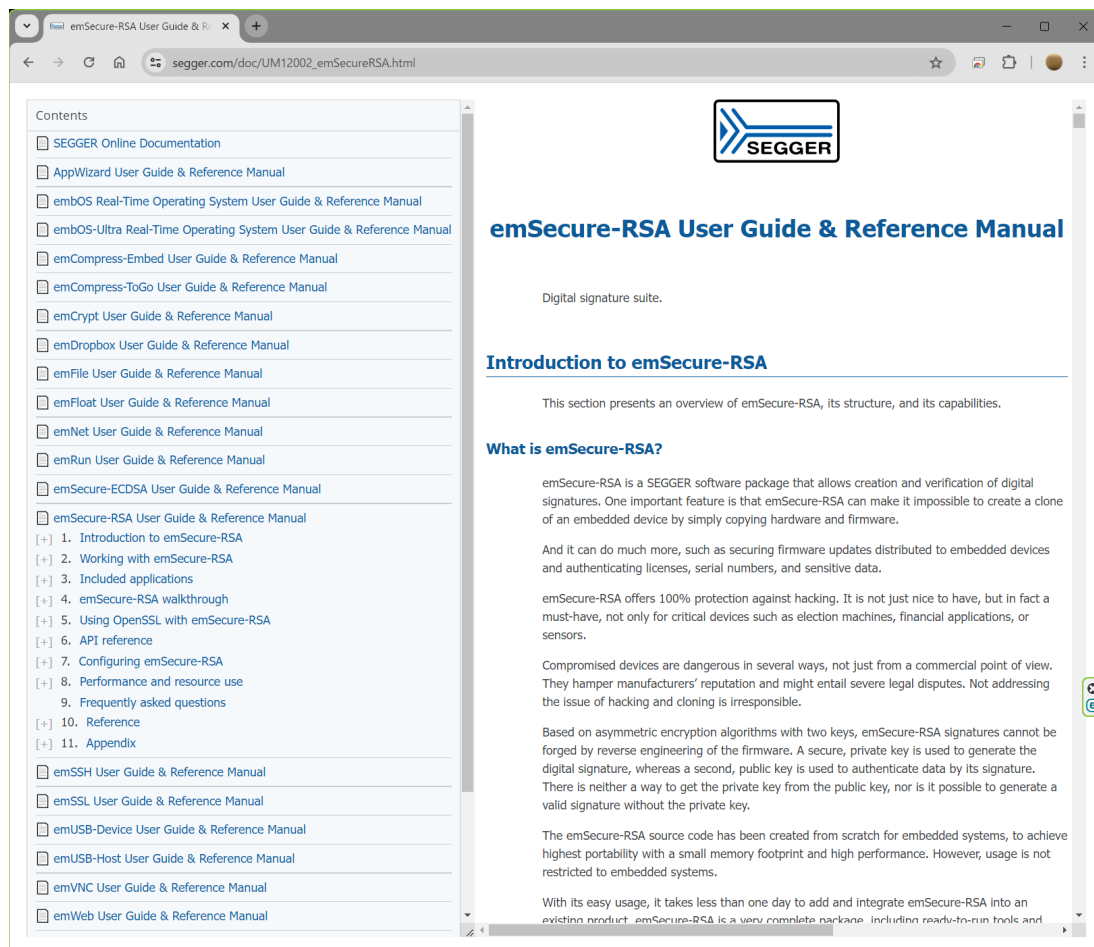 emSecure-RSA User Guide & Re
segger.com/doc/UM12002_emSecureRSA.html
Contents
SEGGER Online Documentation
AppWizard User Guide & Reference Manual
embOS Real-Time Operating System User Guide & Reference Manual
embOS-Ultra Real-Time Operating System User Guide & Reference Manual
emCompress-Embed User Guide & Reference Manual
emCompress-ToGo User Guide & Reference Manual
emCrypt User Guide & Reference Manual
emDropbox User Guide & Reference Manual
emFile User Guide & Reference Manual
emFloat User Guide & Reference Manual
emNet User Guide & Reference Manual
emRun User Guide & Reference Manual
emSecure-ECDSA User Guide & Reference Manual
emSecure-RSA User Guide & Reference Manual
[+] 1. Introduction to emSecure-RSA
[+] 2. Working with emSecure-RSA
[+] 3. Included applications
[+] 4. emSecure-RSA walkthrough
[+] 5. Using OpenSSL with emSecure-RSA
[+] 6. API reference
[+] 7. Configuring emSecure-RSA
[+] 8. Performance and resource use
9. Frequently asked questions
[+] 10. Reference
[+] 11. Appendix
emSSH User Guide & Reference Manual
emSSL User Guide & Reference Manual
emUSB-Device User Guide & Reference Manual
emUSB-Host User Guide & Reference Manual
emVNC User Guide & Reference Manual
emWeb User Guide & Reference Manual
SEGGER
emSecure-RSA User Guide & Reference Manual
Digital signature suite.
Introduction to emSecure-RSA
This section presents an overview of emSecure-RSA, its structure, and its capabilities.
What is emSecure-RSA?
emSecure-RSA is a SEGGER software package that allows creation and verification of digital
signatures. One important feature is that emSecure-RSA can make it impossible to create a clone
of an embedded device by simply copying hardware and firmware.
And it can do much more, such as securing firmware updates distributed to embedded devices
and authenticating licenses, serial numbers, and sensitive data.
emSecure-RSA offers 100% protection against hacking. It is not just nice to have, but in fact a
must-have, not only for critical devices such as election machines, financial applications, or
sensors.
Compromised devices are dangerous in several ways, not just from a commercial point of view.
They hamper manufacturers’ reputation and might entail severe legal disputes. Not addressing
the issue of hacking and cloning is irresponsible.
Based on asymmetric encryption algorithms with two keys, emSecure-RSA signatures cannot be
forged by reverse engineering of the firmware. A secure, private key is used to generate the
digital signature, whereas a second, public key is used to authenticate data by its signature.
There is neither a way to get the private key from the public key, nor is it possible to generate a
valid signature without the private key.
The emSecure-RSA source code has been created from scratch for embedded systems, to achieve
highest portability with a small memory footprint and high performance. However, usage is not
restricted to embedded systems.
With its easy usage, it takes less than one day to add and integrate emSecure-RSA into an
existing product. emSecure-RSA is a very complete package, including ready-to-run tools and